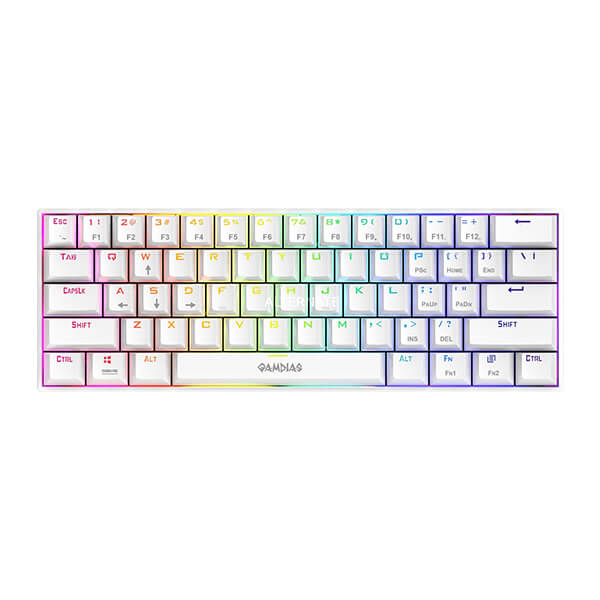 Esc 1! 2@ 3# 4$ 5% 6^ 7& 8* 9( 0) -- =+ ←
`~ F1 F2 F3 F4 F5 F6 F7 F8 F9 F10 F11 F12
Tab Q W E R T Y U I O P [{ ]} \|
↑ PSc Home End
CapsLk A S D F G H J K L ;: '" ←
← ↓ → PaUp PaDn
ALTERNATE
Shift Z X C V B N M ,< .> /? Shift
INS DEL
Ctrl Alt GAMDIAS Alt Fn Ctrl
Fn1 Fn2